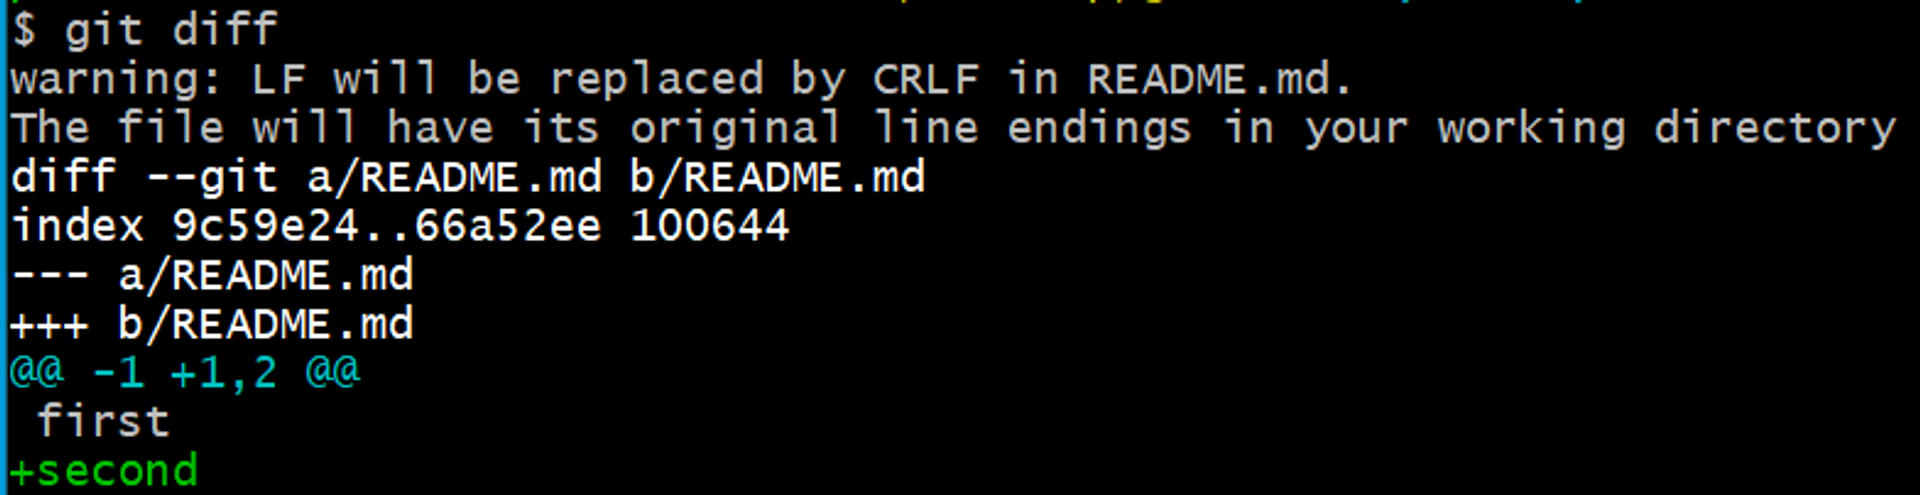 $ git diff
warning: LF will be replaced by CRLF in README.md.
The file will have its original line endings in your working directory
diff --git a/README.md b/README.md
index 9c59e24..66a52ee 100644
--- a/README.md
+++ b/README.md
@@ -1 +1,2 @@
 first
+second